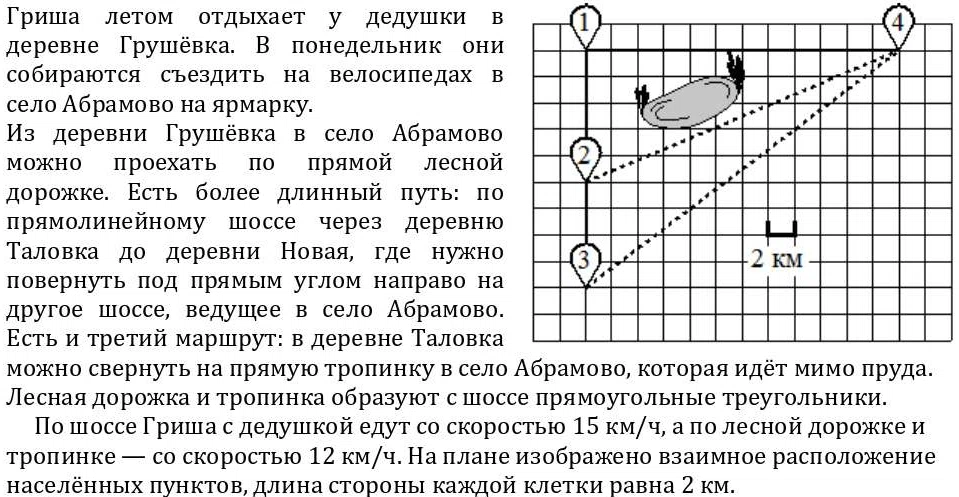 Гриша летом отдыхает у дедушки в
деревне Грушёвка. В понедельник они
собираются съездить на велосипедах в
село Абрамово на ярмарку.
Из деревни Грушёвка в село Абрамово
можно проехать по прямой лесной
дорожке. Есть более длинный путь: по
прямолинейному шоссе через деревню
Таловка до деревни Новая, где нужно
повернуть под прямым углом направо на
другое шоссе, ведущее в село Абрамово.
Есть и третий маршрут: в деревне Таловка
можно свернуть на прямую тропинку в село Абрамово, которая идёт мимо пруда.
Лесная дорожка и тропинка образуют с шоссе прямоугольные треугольники.
По шоссе Гриша с дедушкой едут со скоростью 15 км/ч, а по лесной дорожке и
тропинке — со скоростью 12 км/ч. На плане изображено взаимное расположение
населённых пунктов, длина стороны каждой клетки равна 2 км.
1
4
2
3
2 км